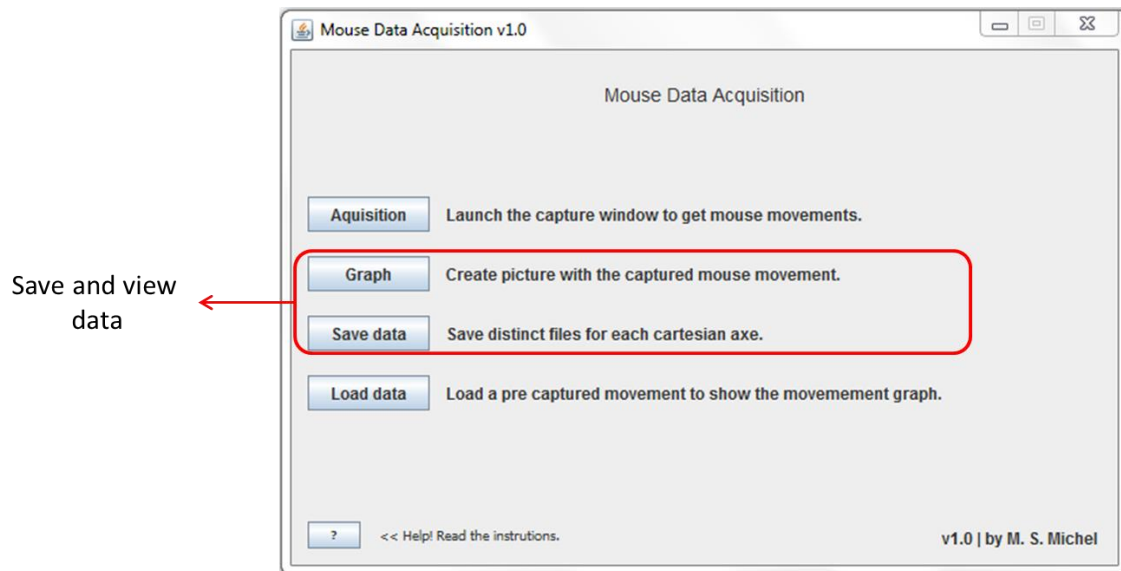 Mouse Data Acquisition v1.0
Mouse Data Acquisition
Aquisition Launch the capture window to get mouse movements.
Save and view
data
Graph Create picture with the captured mouse movement.
Save data Save distinct files for each cartesian axe.
Load data Load a pre captured movement to show the movemement graph.
? << Help! Read the instrutions.
v1.0 | by M. S. Michel